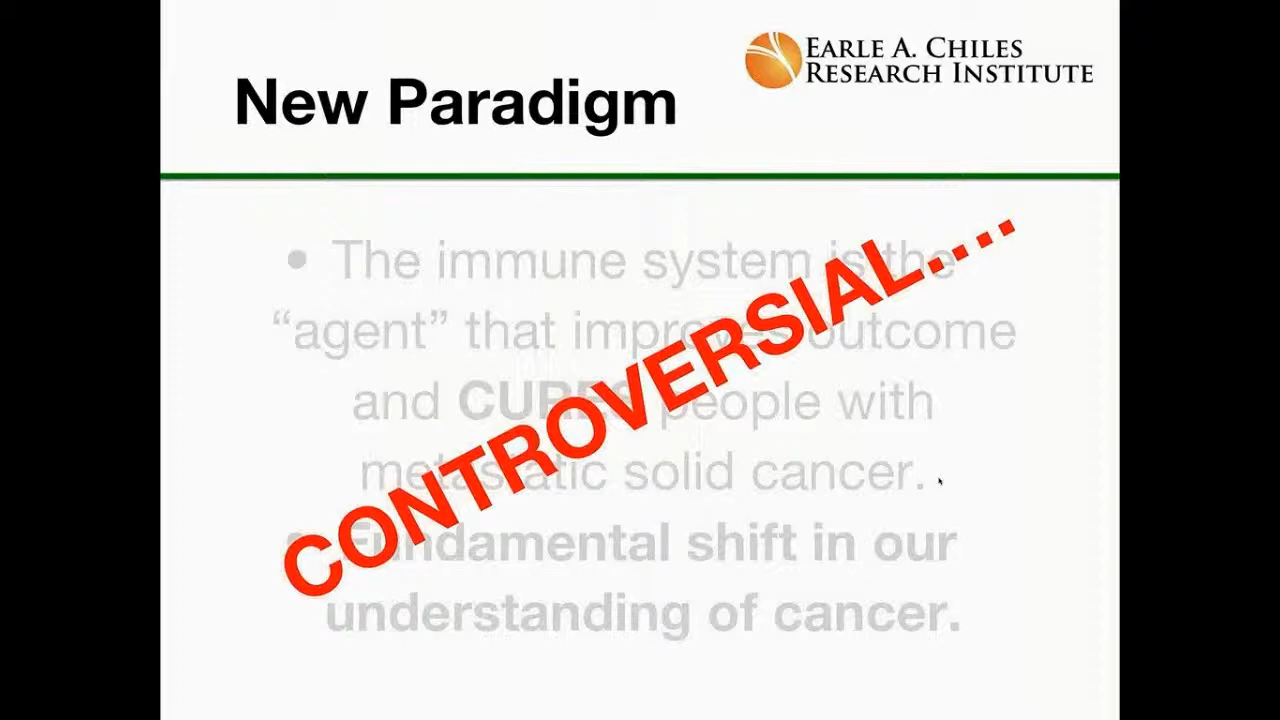 EARLE A. CHILES
RESEARCH INSTITUTE
New Paradigm
• The immune system is the
“agent” that improves outcome
and CURES people with
metastatic solid cancer.
• Fundamental shift in our
understanding of cancer.
CONTROVERSIAL....